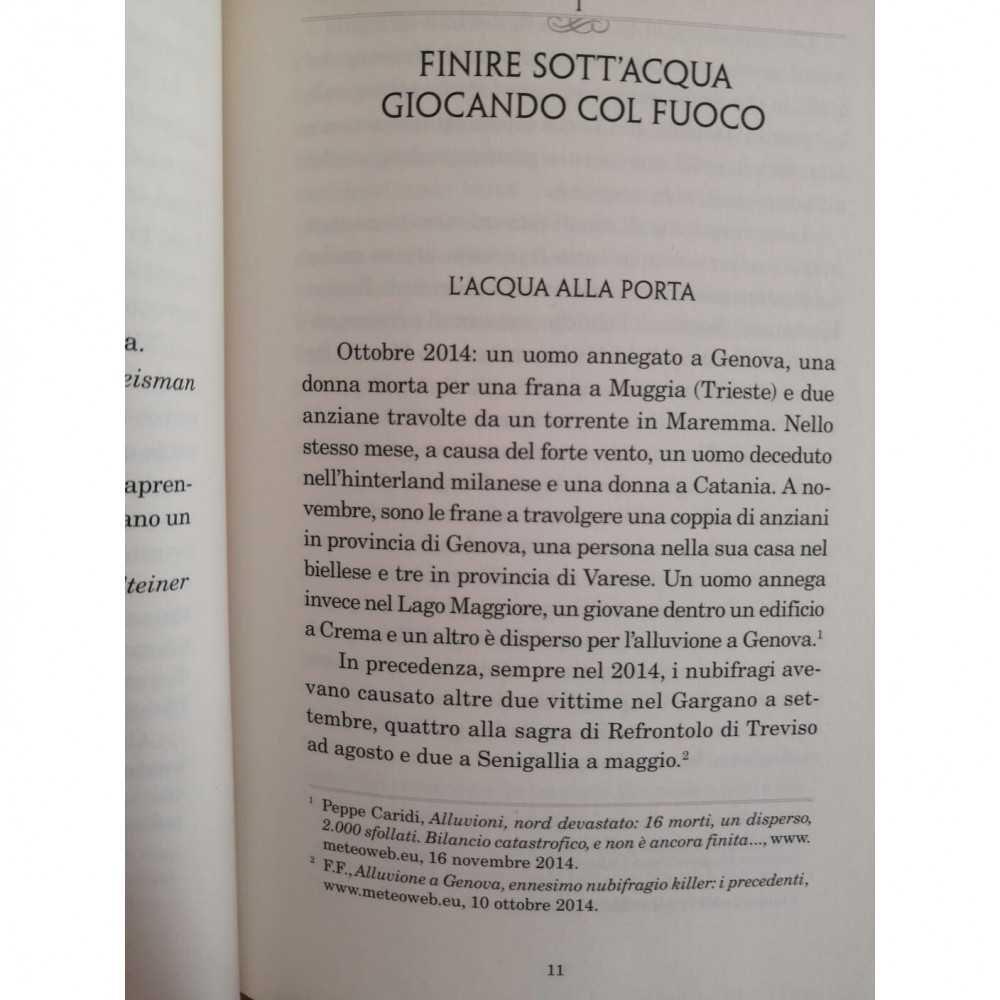 a.
eisman
apren-
ano un
teiner
1
FINIRE SOTT'ACQUA
GIOCANDO COL FUOCO
L'ACQUA ALLA PORTA
Ottobre 2014: un uomo annegato a Genova, una
donna morta per una frana a Muggia (Trieste) e due
anziane travolte da un torrente in Maremma. Nello
stesso mese, a causa del forte vento, un uomo deceduto
nell'hinterland milanese e una donna a Catania. A no-
vembre, sono le frane a travolgere una coppia di anziani
in provincia di Genova, una persona nella sua casa nel
biellese e tre in provincia di Varese. Un uomo annega
invece nel Lago Maggiore, un giovane dentro un edificio
a Crema e un altro è disperso per l'alluvione a Genova.¹
In precedenza, sempre nel 2014, i nubifragi ave-
vano causato altre due vittime nel Gargano a set-
tembre, quattro alla sagra di Refrontolo di Treviso
ad agosto e due a Senigallia a maggio.²
¹ Peppe Caridi, Alluvioni, nord devastato: 16 morti, un disperso,
2.000 sfollati. Bilancio catastrofico, e non è ancora finita..., www.
meteoweb.eu, 16 novembre 2014.
² F.F., Alluvione a Genova, ennesimo nubifragio killer: i precedenti,
www.meteoweb.eu, 10 ottobre 2014.
11